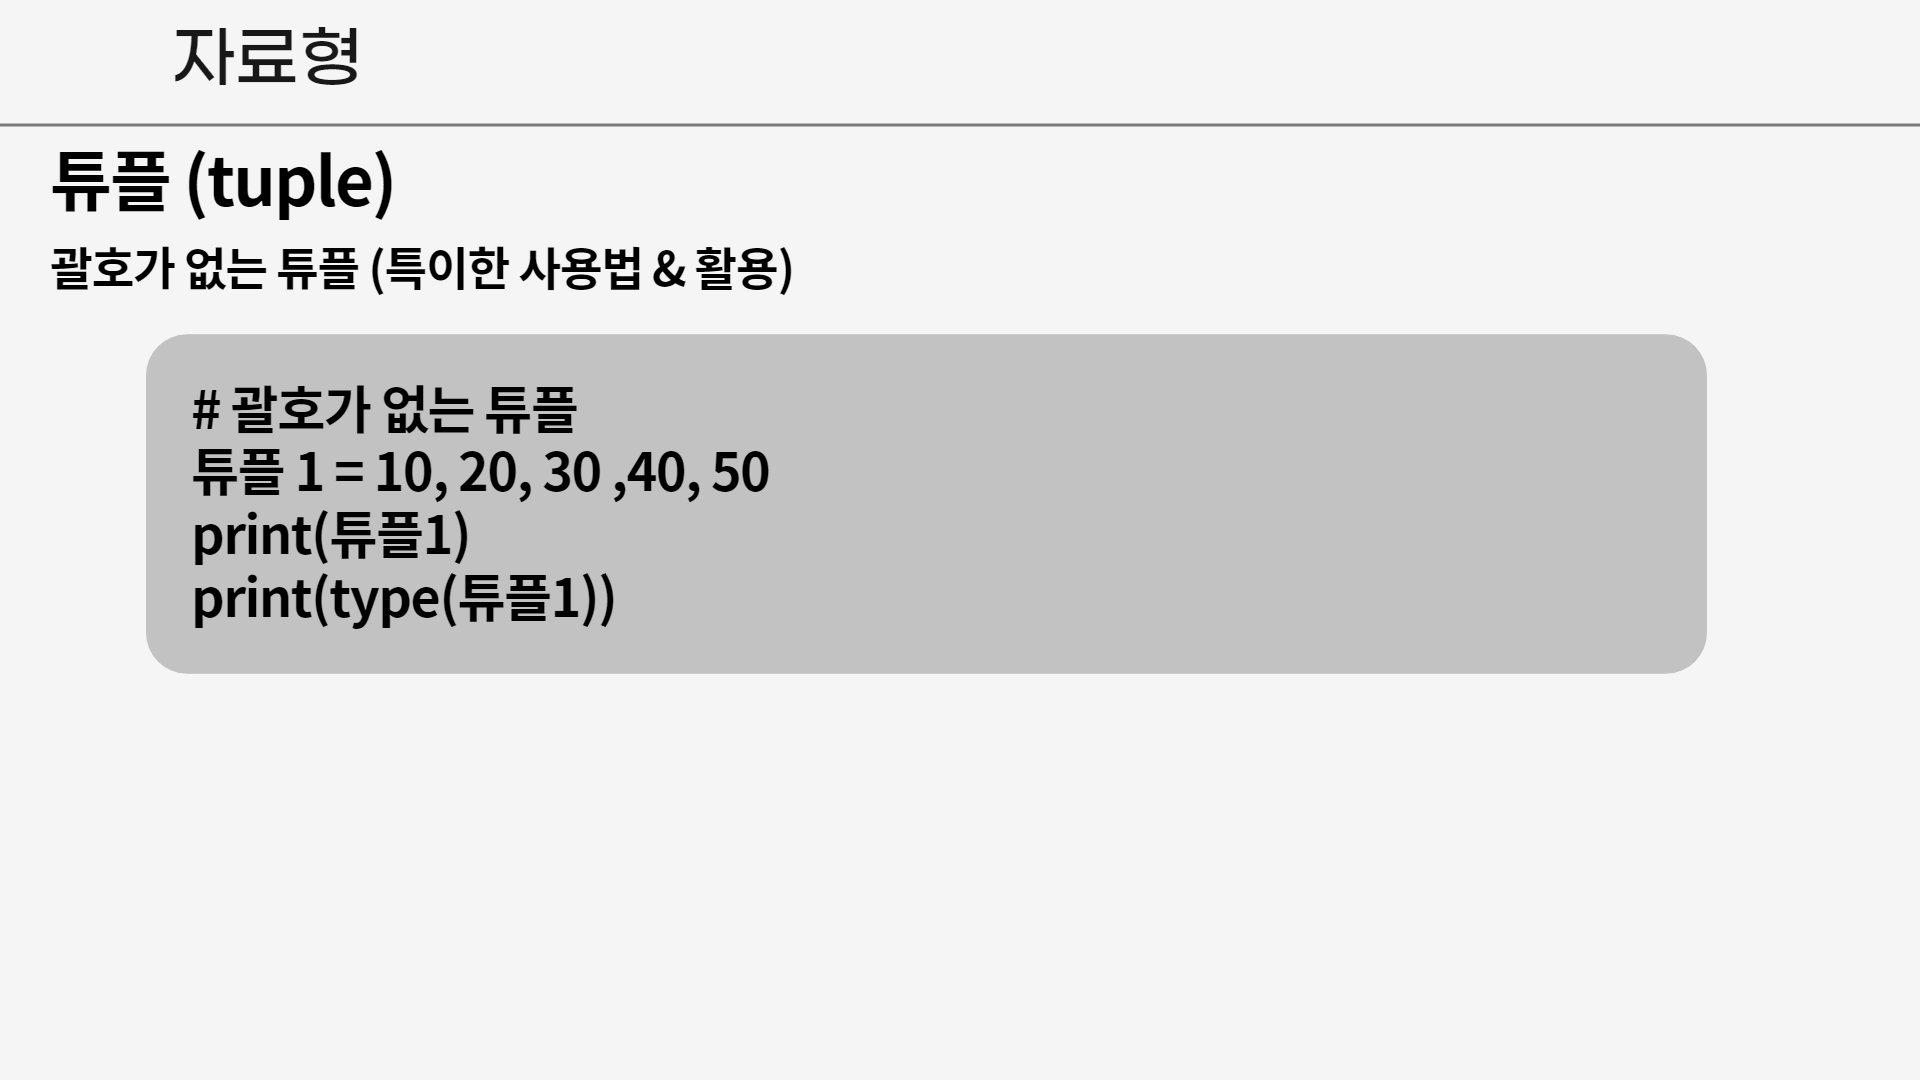 자료형
튜플 (tuple)
괄호가 없는 튜플 (특이한 사용법 & 활용)
# 괄호가 없는 튜플
튜플 1 = 10, 20, 30 ,40, 50
print(튜플1)
print(type(튜플1))